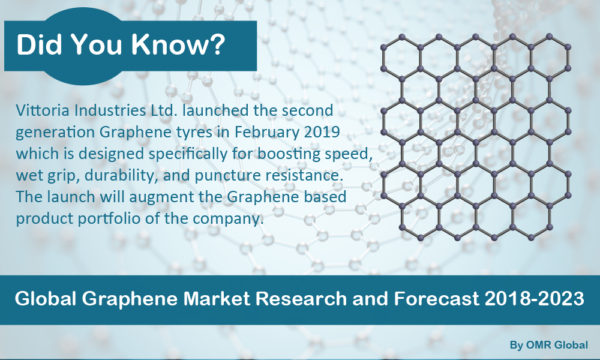 Did You Know?
Vittoria Industries Ltd. launched the second
generation Graphene tyres in February 2019
which is designed specifically for boosting speed,
wet grip, durability, and puncture resistance.
The launch will augment the Graphene based
product portfolio of the company.
Global Graphene Market Research and Forecast 2018-2023
By OMR Global